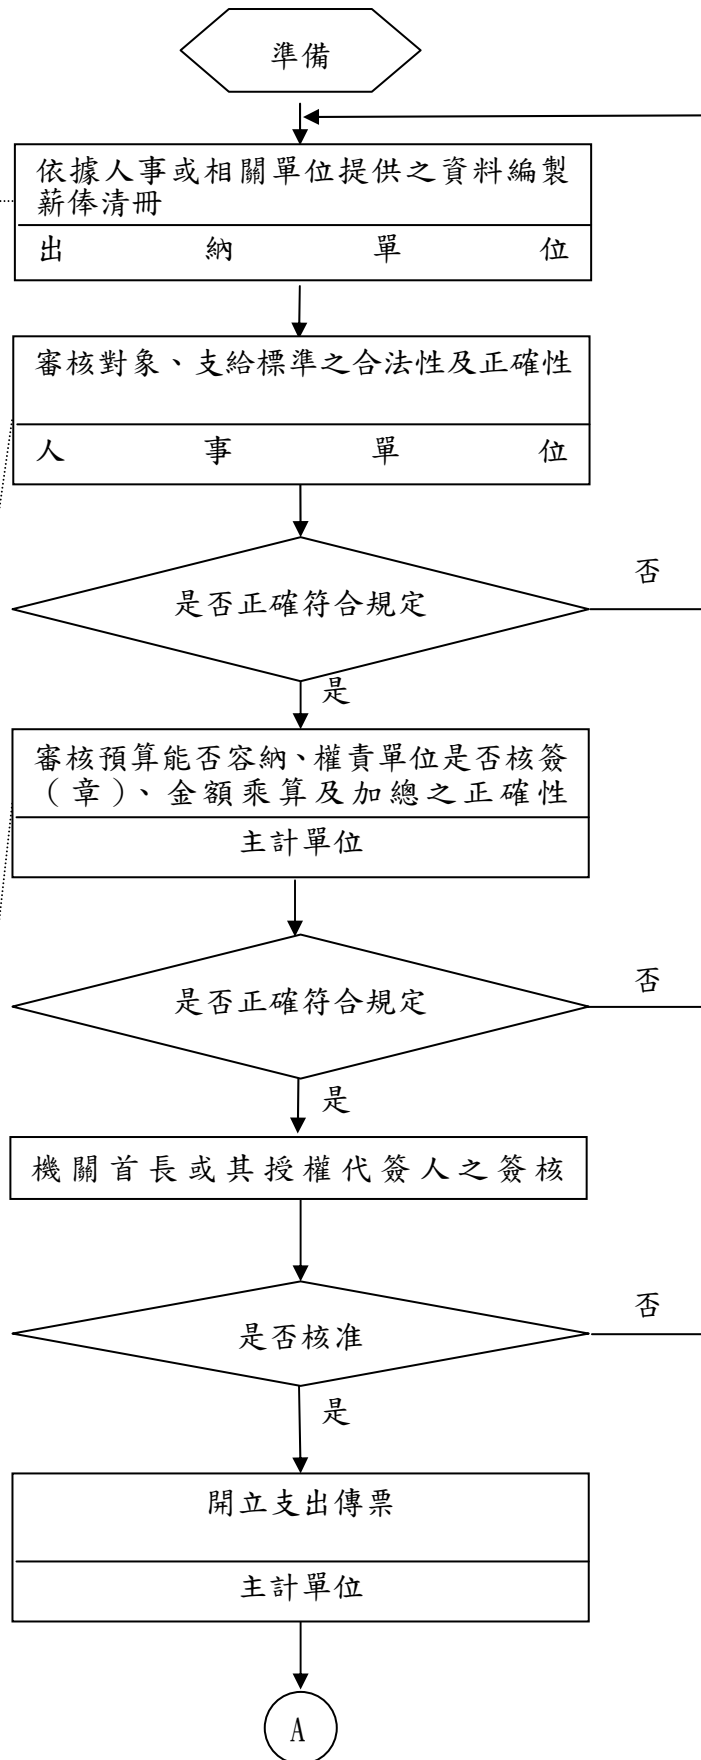 準備
依據人事或相關單位提供之資料編製
薪俸清冊
出納單位
審核對象、支給標準之合法性及正確性
人事單位
是否正確符合規定
否
是
審核預算能否容納、權責單位是否核簽
（章）、金額乘算及加總之正確性
主計單位
是否正確符合規定
否
是
機關首長或其授權代簽人之簽核
是否核准
否
是
開立支出傳票
主計單位
A